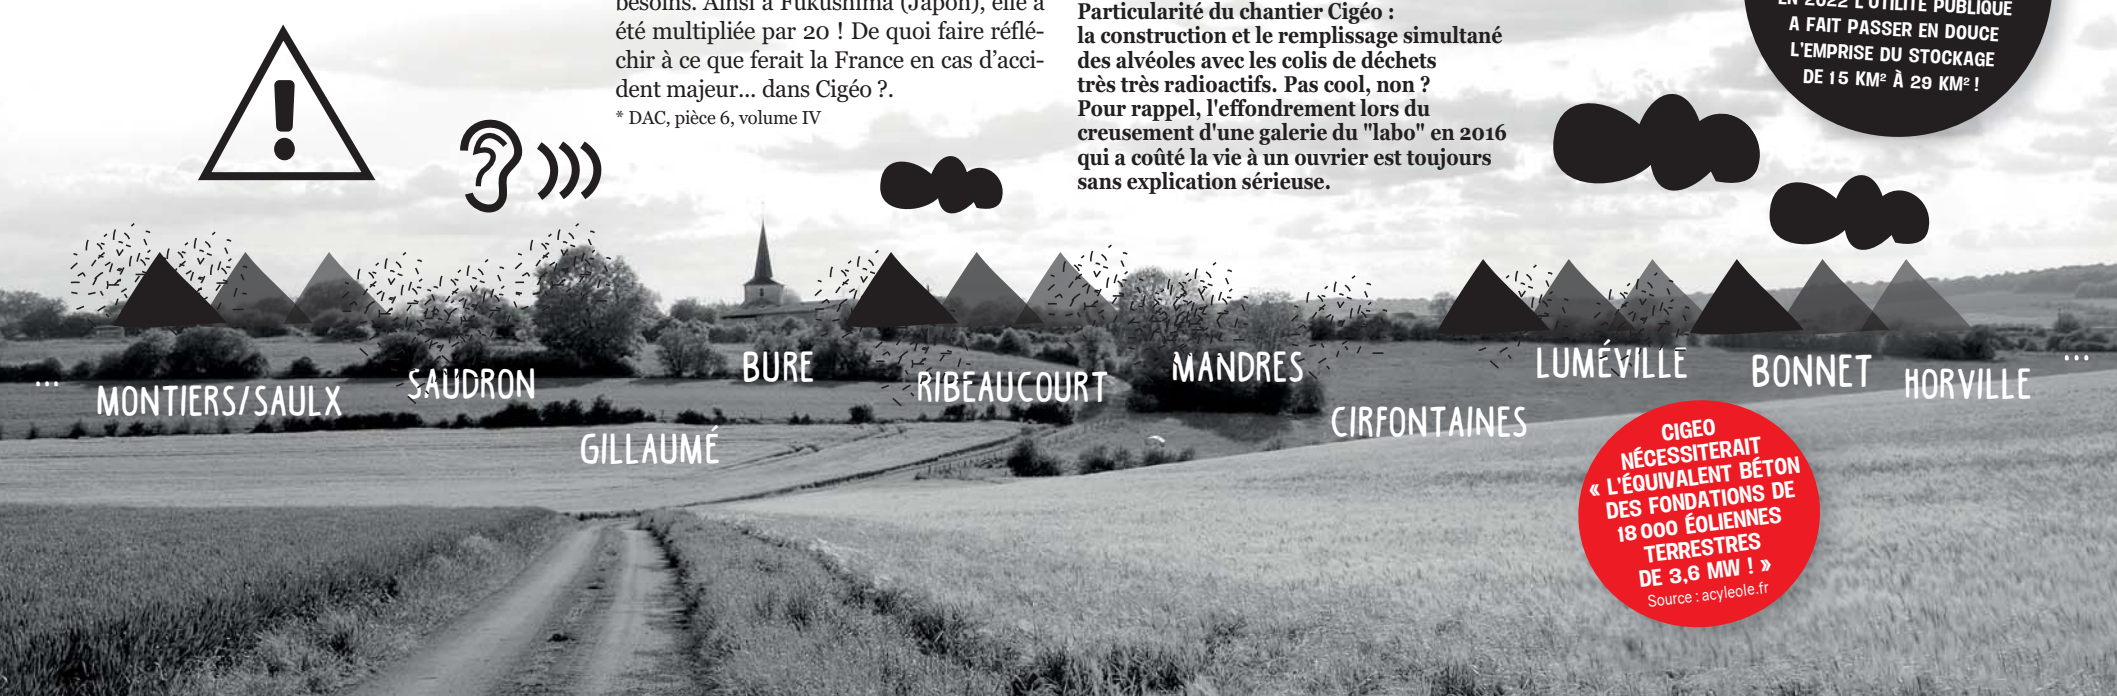 besoins. Ainsi à Fukushima (Japon), elle a
été multipliée par 20 ! De quoi faire réflé-
chir à ce que ferait la France en cas d'acci-
dent majeur... dans Cigéo ?.
* DAC, pièce 6, volume IV
Particularité du chantier Cigéo :
la construction et le remplissage simultané
des alvéoles avec les colis de déchets
très très radioactifs. Pas cool, non ?
Pour rappel, l'effondrement lors du
creusement d'une galerie du "labo" en 2016
qui a coûté la vie à un ouvrier est toujours
sans explication sérieuse.
EN 2022 L'UTILITÉ PUBLIQUE
A FAIT PASSER EN DOUCE
L'EMPRISE DU STOCKAGE
DE 15 KM² À 29 KM² !
...
MONTIERS/SAULX
SAUDRON
GILLAUMÉ
BURE
RIBEAUCOURT
MANDRES
CIRFONTAINES
LUMÉVILLE
BONNET
HORVILLE
...
CIGEO
NÉCESSITERAIT
« L'ÉQUIVALENT BÉTON
DES FONDATIONS DE
18 000 ÉOLIENNES
TERRESTRES
DE 3,6 MW ! »
Source : acyleole.fr